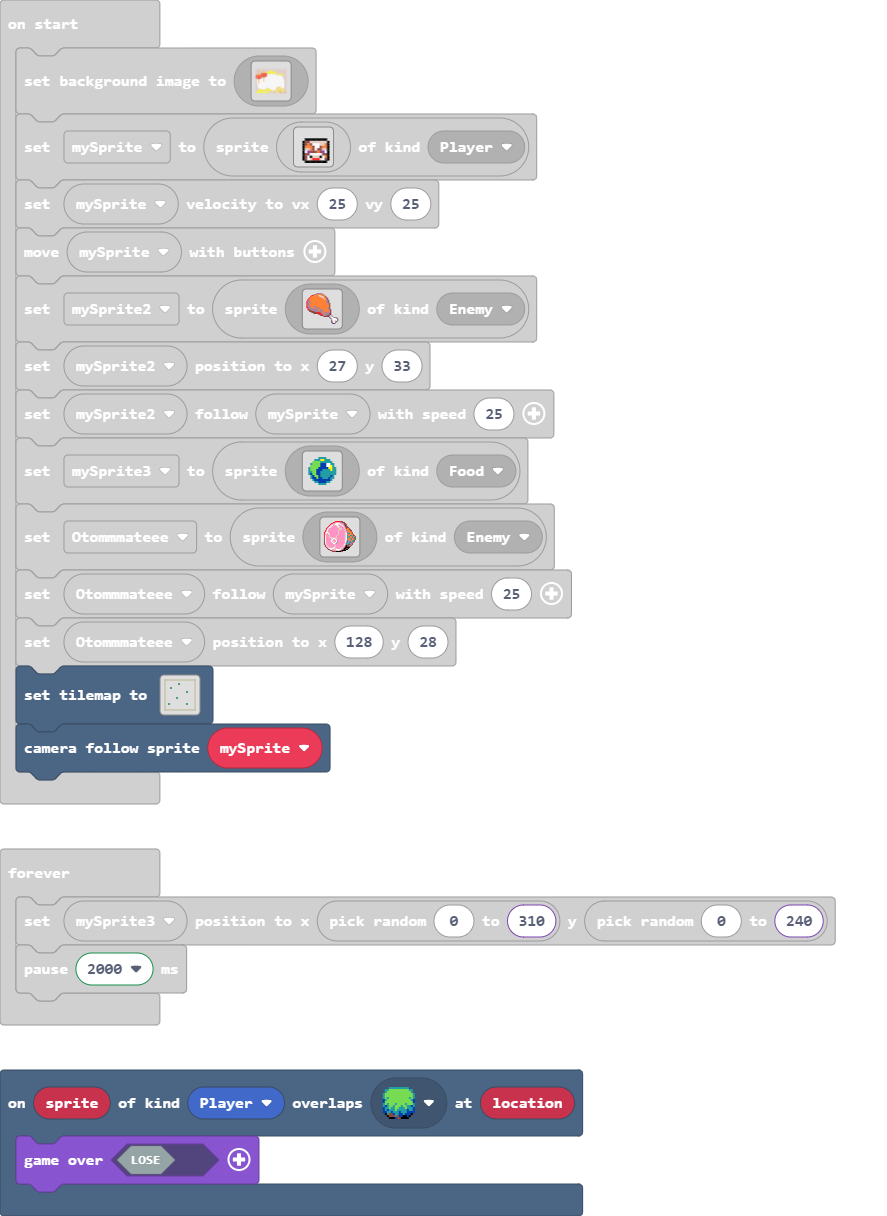 on start
set background image to
set mySprite to sprite of kind Player
set mySprite velocity to vx 25 vy 25
move mySprite with buttons
set mySprite2 to sprite of kind Enemy
set mySprite2 position to x 27 y 33
set mySprite2 follow mySprite with speed 25
set mySprite3 to sprite of kind Food
set Otommmateee to sprite of kind Enemy
set Otommmateee follow mySprite with speed 25
set Otommmateee position to x 128 y 28
set tilemap to
camera follow sprite mySprite
forever
set mySprite3 position to x pick random 0 to 310 y pick random 0 to 240
pause 2000 ms
on sprite of kind Player overlaps at location
game over LOSE